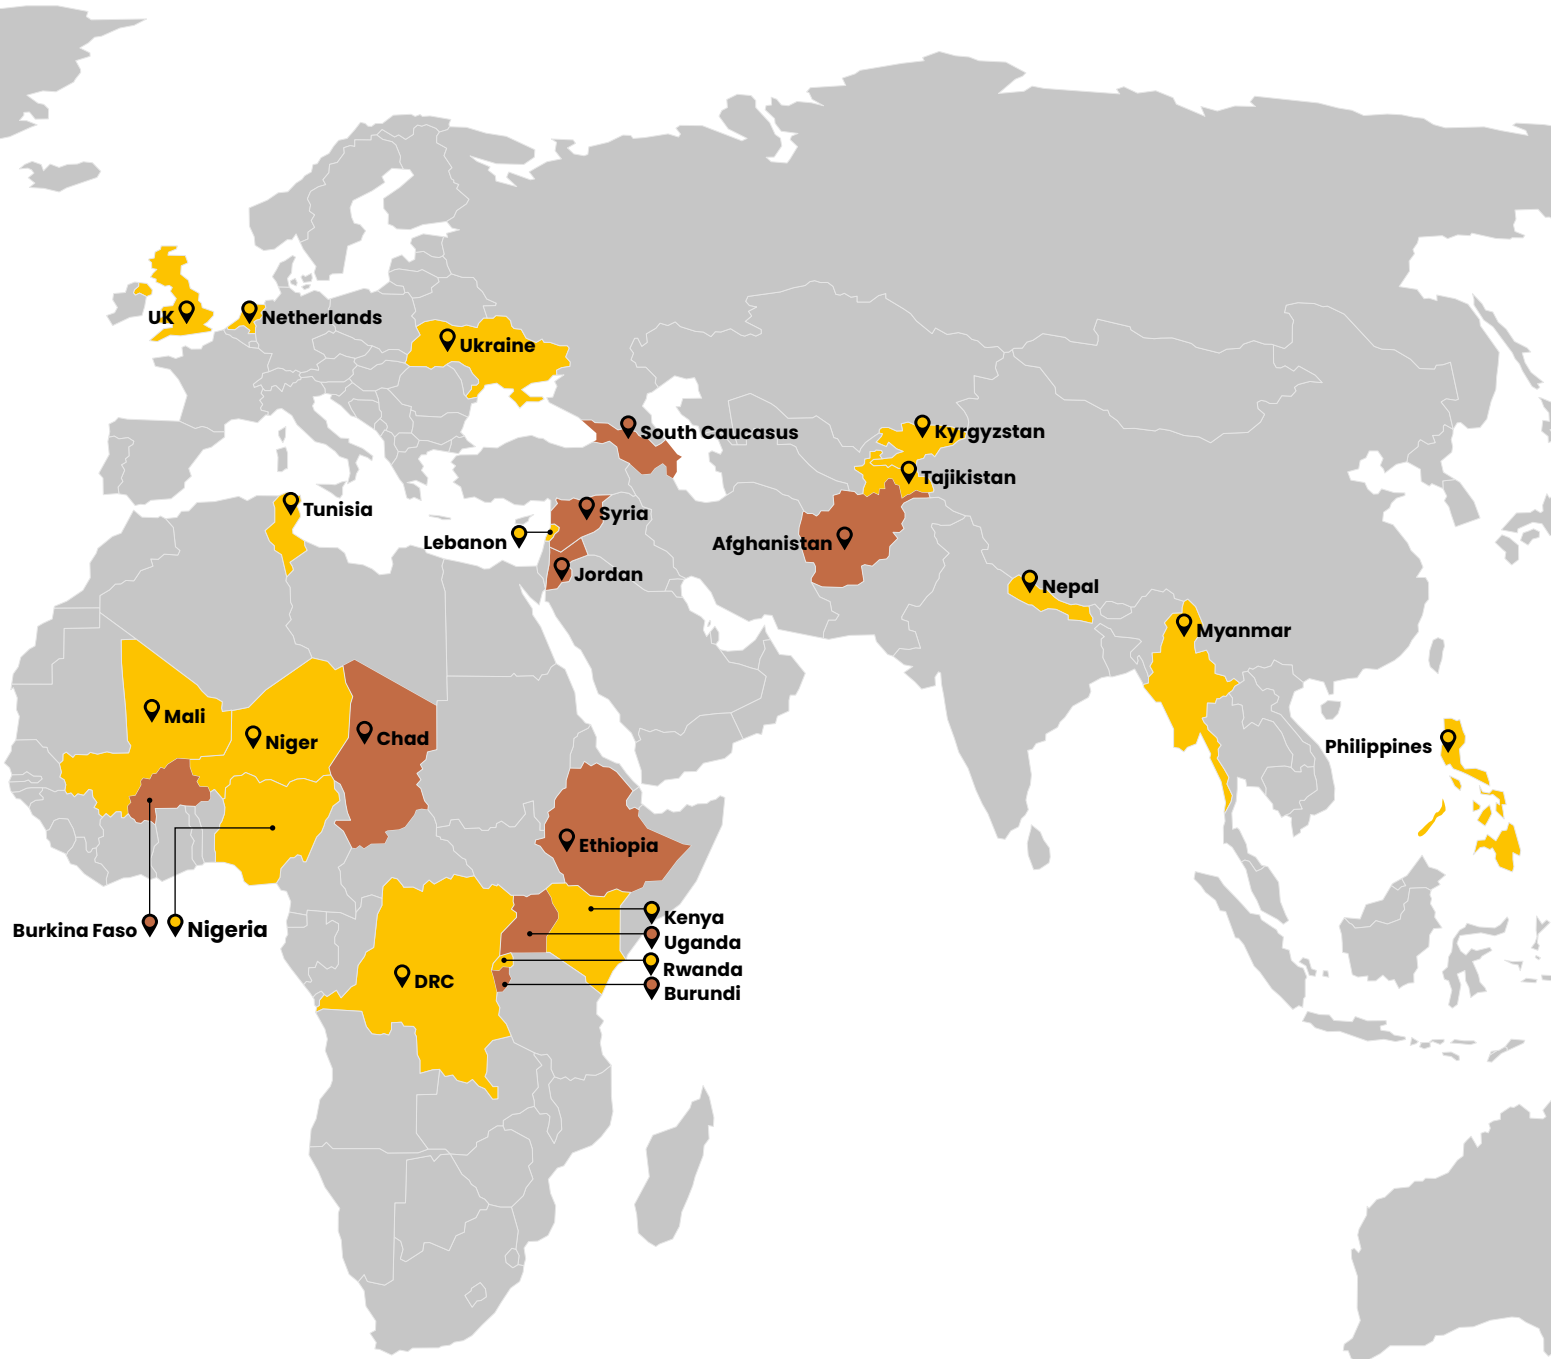 UK
Netherlands
Ukraine
South Caucasus
Kyrgyzstan
Tajikistan
Tunisia
Syria
Lebanon
Afghanistan
Jordan
Nepal
Myanmar
Mali
Niger
Chad
Philippines
Ethiopia
Kenya
Burkina Faso
Nigeria
Uganda
Rwanda
DRC
Burundi